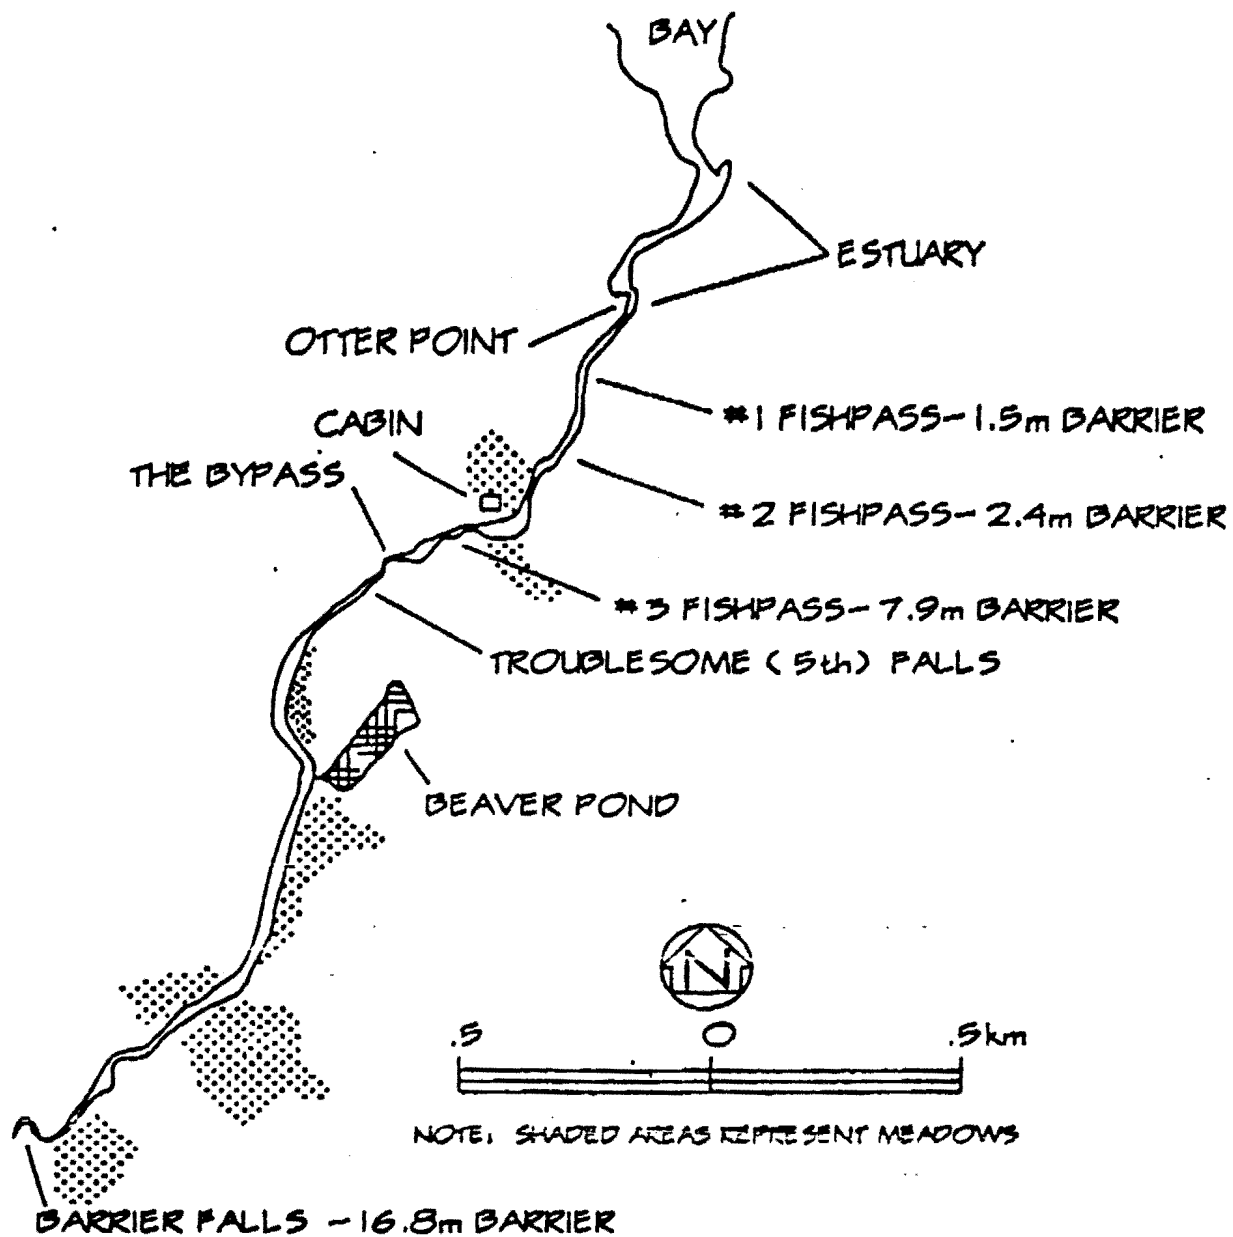 BAY
ESTUARY
OTTER POINT
CABIN
#1 FISHPASS-1.5m BARRIER
THE BYPASS
#2 FISHPASS-2.4m BARRIER
#3 FISHPASS-7.9m BARRIER
TROUBLESOME (5th) FALLS
BEAVER POND
N
.5 0 .5km
NOTE: SHADED AREAS REPRESENT MEADOWS
BARRIER FALLS -16.8m BARRIER